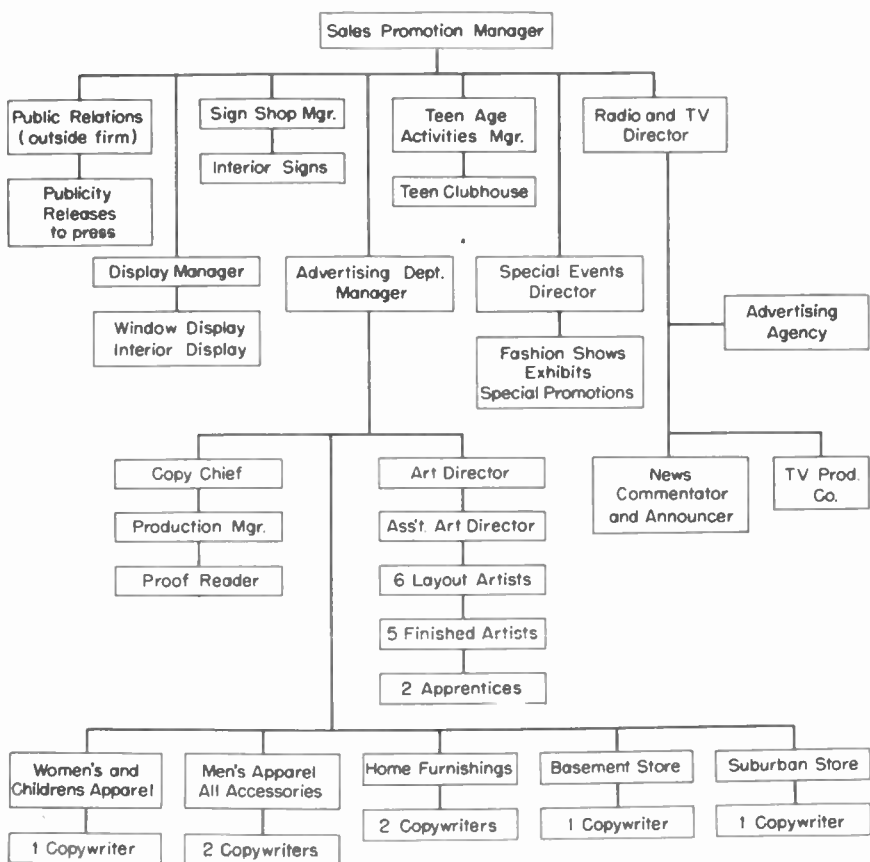 Sales Promotion Manager
Public Relations
(outside firm)
Sign Shop Mgr.
Teen Age
Activities Mgr.
Radio and TV
Director
Publicity
Releases
to press
Interior Signs
Teen Clubhouse
Display Manager
Advertising Dept.
Manager
Special Events
Director
Window Display
Interior Display
Fashion Shows
Exhibits
Special Promotions
Advertising
Agency
Copy Chief
Art Director
News
Commentator
and Announcer
TV Prod.
Co.
Production Mgr.
Ass't. Art Director
Proof Reader
6 Layout Artists
5 Finished Artists
2 Apprentices
Women's and
Childrens Apparel
Men's Apparel
All Accessories
Home Furnishings
Basement Store
Suburban Store
1 Copywriter
2 Copywriters
2 Copywriters
1 Copywriter
1 Copywriter